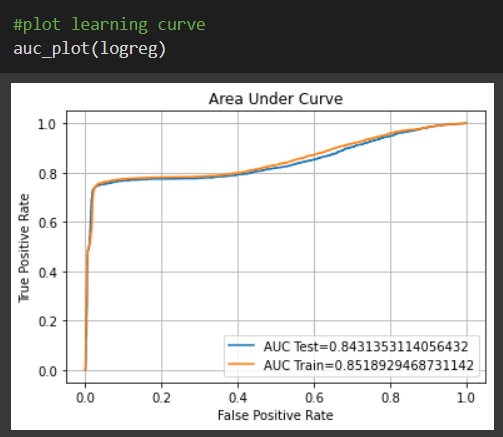 #plot learning curve
auc_plot(logreg)
Area Under Curve
1.0
0.8
0.6
0.4
0.2
0.0
True Positive Rate
AUC Test=0.8431353114056432
AUC Train=0.8518929468731142
0.0 0.2 0.4 0.6 0.8 1.0
False Positive Rate